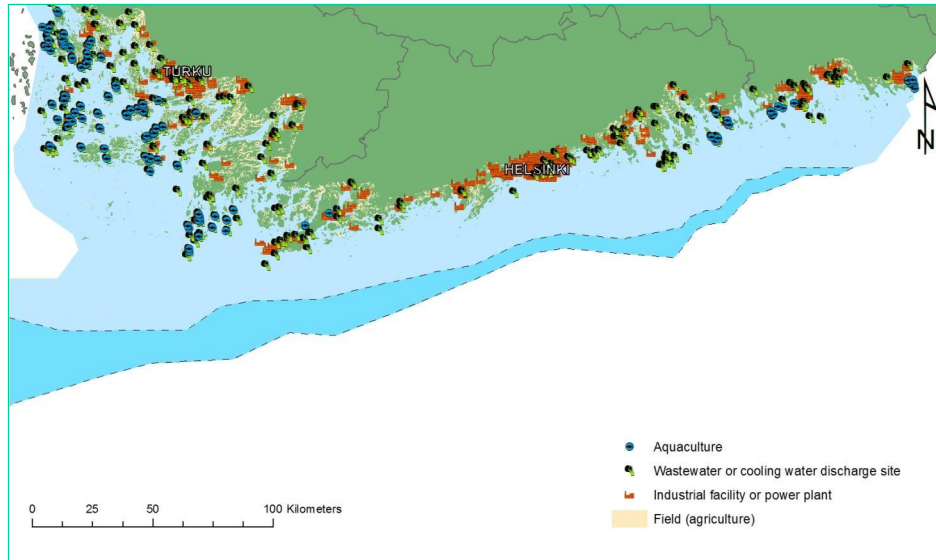 TURKU
HELSINKI
N
Aquaculture
Wastewater or cooling water discharge site
Industrial facility or power plant
Field (agriculture)
0 25 50 100 Kilometers